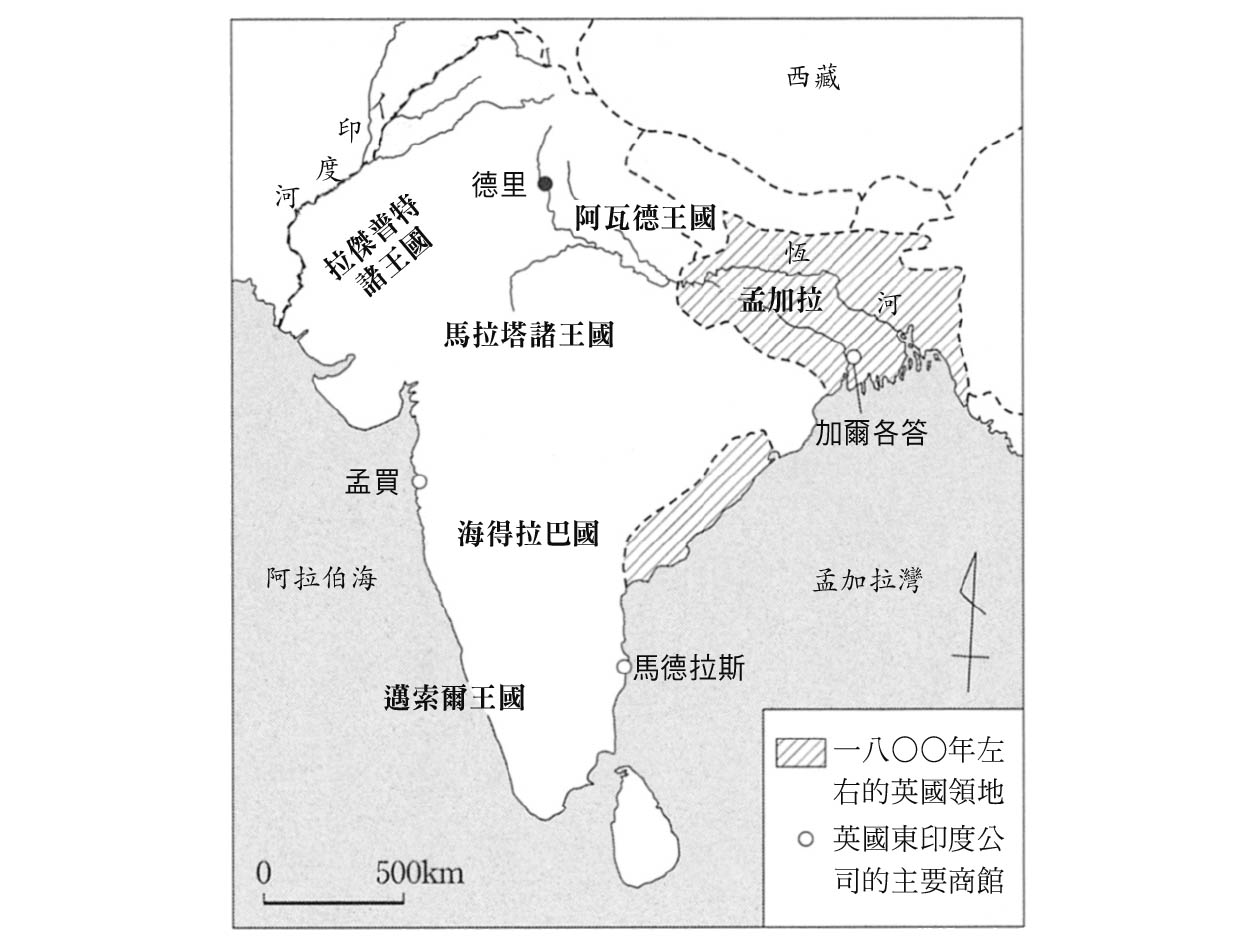 西藏
印
度
河
德里
拉傑普特
諸王國
阿瓦德王國
恆
河
孟加拉
馬拉塔諸王國
加爾各答
孟買
海得拉巴國
阿拉伯海
孟加拉灣
馬德拉斯
邁索爾王國
一八〇〇年左
右的英國領地
英國東印度公
司的主要商館
0 500km